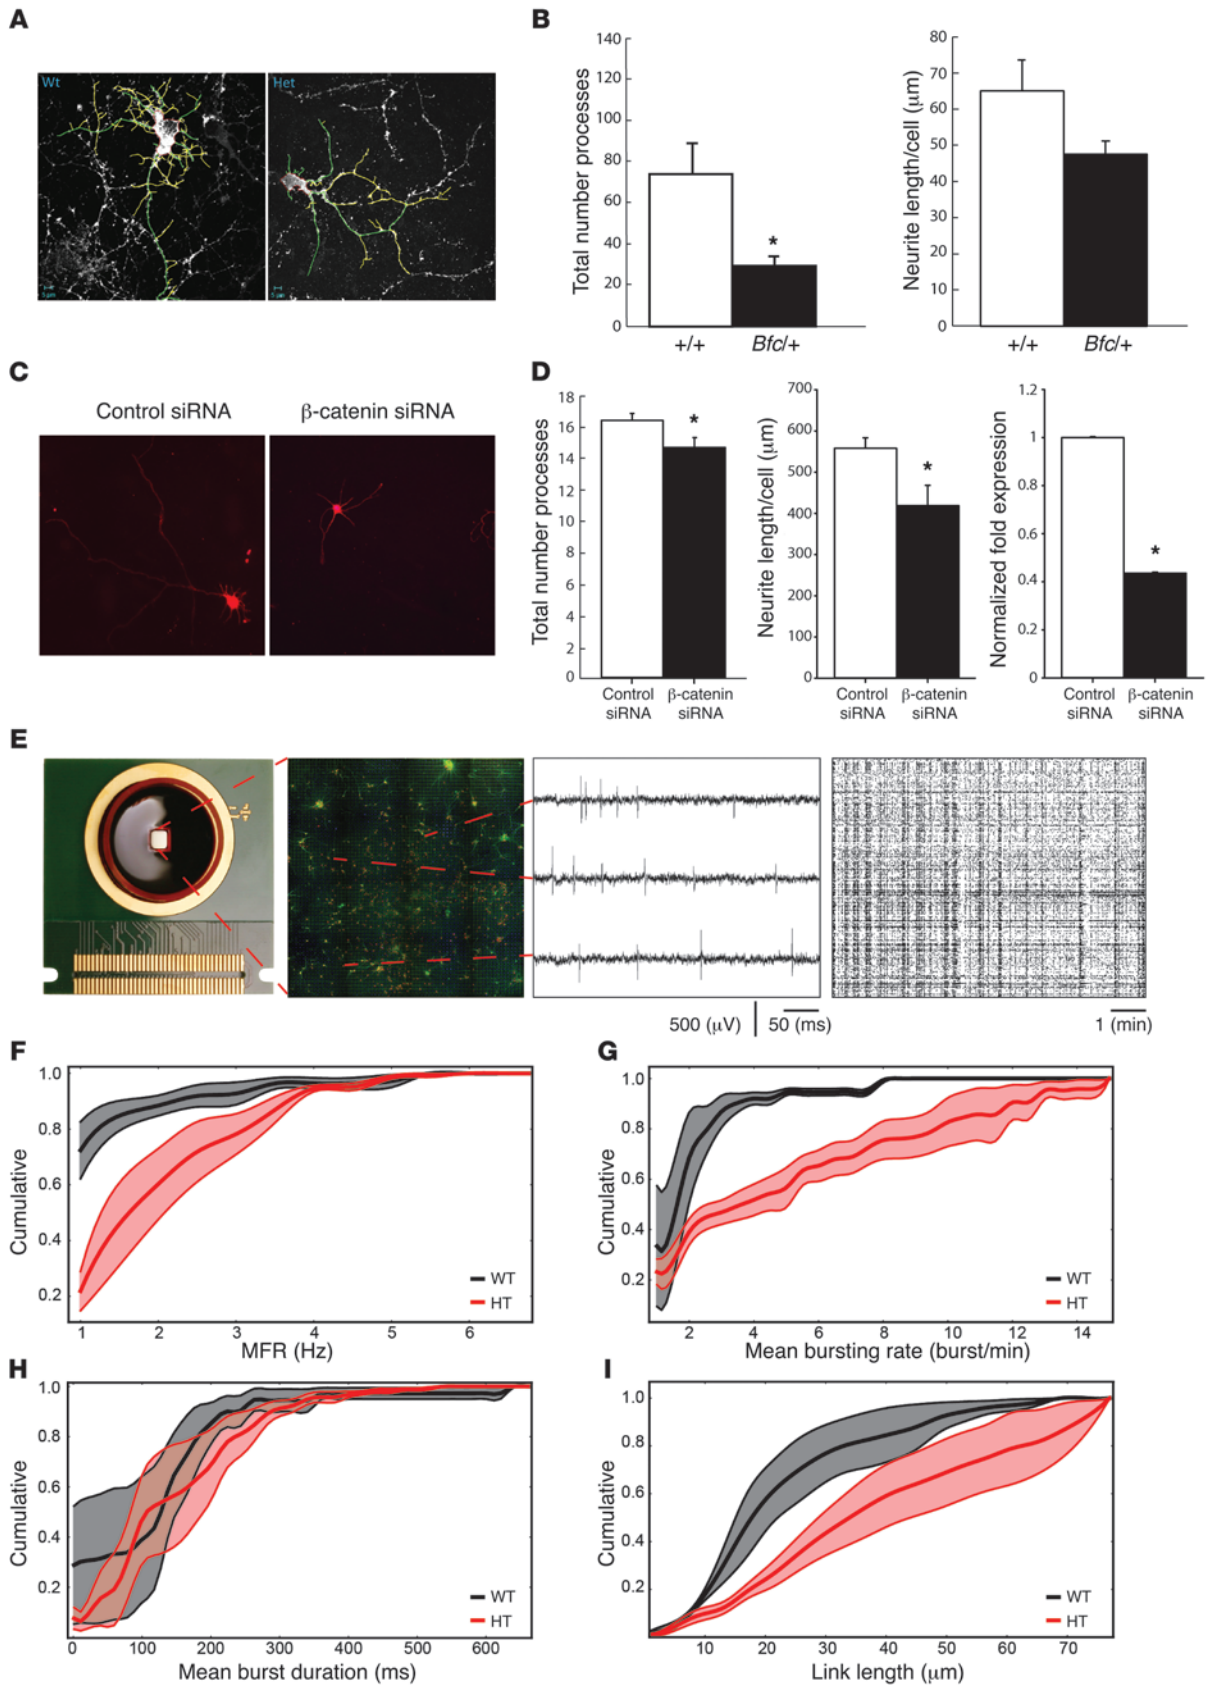 A
Wt
Het
5 μm
5 μm
B
Total number processes
140
120
100
80
60
40
20
0
*
+/+
Bfc/+
Neurite length/cell (μm)
80
70
60
50
40
30
20
10
0
+/+
Bfc/+
C
Control siRNA
β-catenin siRNA
D
Total number processes
18
16
14
12
10
8
6
4
2
0
*
Control
siRNA
β-catenin
siRNA
Neurite length/cell (μm)
700
600
500
400
300
200
100
0
*
Control
siRNA
β-catenin
siRNA
Normalized fold expression
1.2
1
0.8
0.6
0.4
0.2
0
*
Control
siRNA
β-catenin
siRNA
E
500 (μV)
50 (ms)
1 (min)
F
Cumulative
1.0
0.8
0.6
0.4
0.2
WT
HT
1 2 3 4 5 6
MFR (Hz)
G
Cumulative
1.0
0.8
0.6
0.4
0.2
WT
HT
2 4 6 8 10 12 14
Mean bursting rate (burst/min)
H
Cumulative
1.0
0.8
0.6
0.4
0.2
WT
HT
0 100 200 300 400 500 600
Mean burst duration (ms)
I
Cumulative
1.0
0.8
0.6
0.4
0.2
WT
HT
10 20 30 40 50 60 70
Link length (μm)